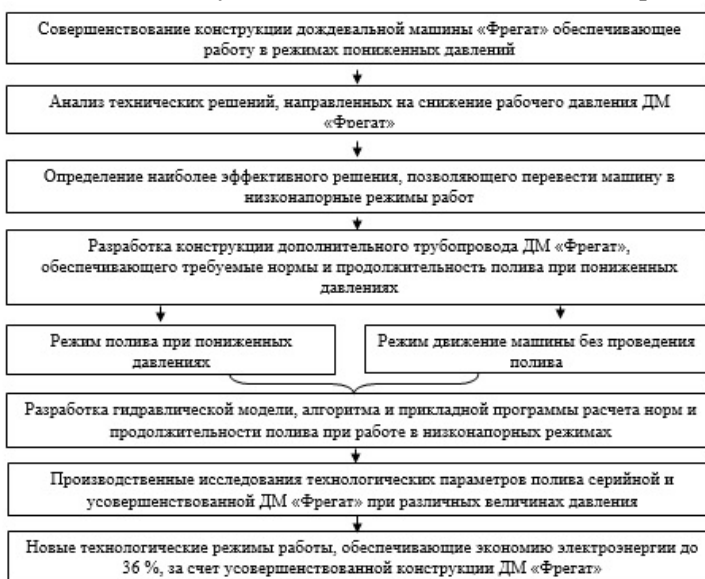 Совершенствование конструкции дождевальной машины «Фрегат» обеспечивающее
работу в режимах пониженных давлений
Анализ технических решений, направленных на снижение рабочего давления ДМ
«Фрегат»
Определение наиболее эффективного решения, позволяющего перевести машину в
низконапорные режимы работ
Разработка конструкции дополнительного трубопровода ДМ «Фрегат»,
обеспечивающего требуемые нормы и продолжительность полива при пониженных
давлениях
Режим полива при пониженных
давлениях
Режим движение машины без проведения
полива
Разработка гидравлической модели, алгоритма и прикладной программы расчета норм и
продолжительности полива при работе в низконапорных режимах
Производственные исследования технологических параметров полива серийной и
усовершенствованной ДМ «Фрегат» при различных величинах давления
Новые технологические режимы работы, обеспечивающие экономию электроэнергии до
36 %, за счет усовершенствованной конструкции ДМ «Фрегат»